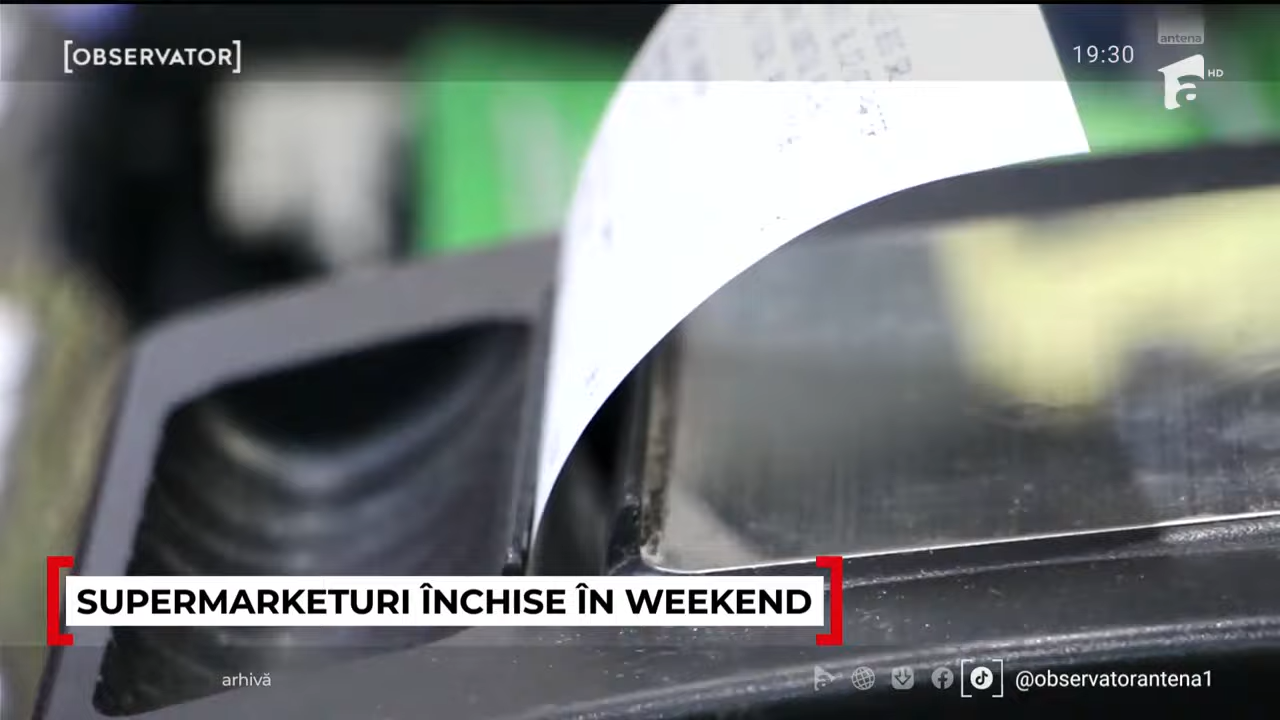 [OBSERVATOR]
19:30
antena
HD
SUPERMARKETURI ÎNCHISE ÎN WEEKEND
arhivă
@observatorantena1